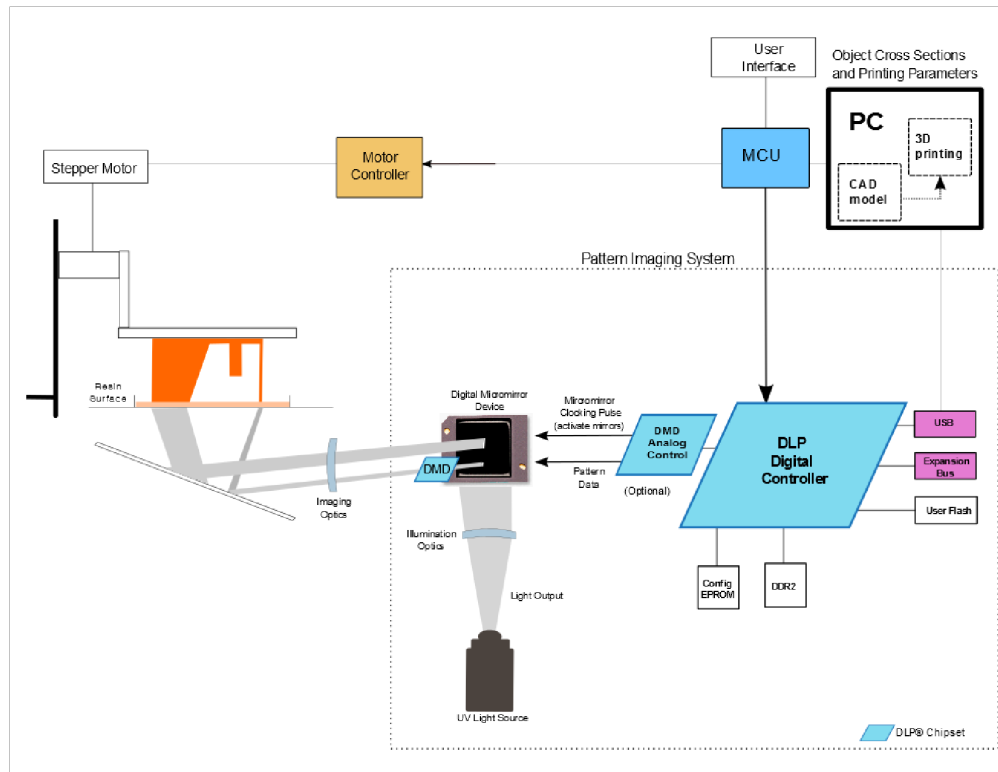 User
Interface
Object Cross Sections
and Printing Parameters
PC
3D
printing
CAD
model
MCU
Motor
Controller
Stepper Motor
Pattern Imaging System
Resin
Surface
Digital Micromirror
Device
Micromirror
Clocking Pulse
(activate mirrors)
DMD
Analog
Control
DLP
Digital
Controller
USB
Expansion
Bus
User Flash
DMD
Pattern
Data
(Optional)
Imaging
Optics
Illumination
Optics
Config
EPROM
DDR2
Light Output
UV Light Source
DLP® Chipset